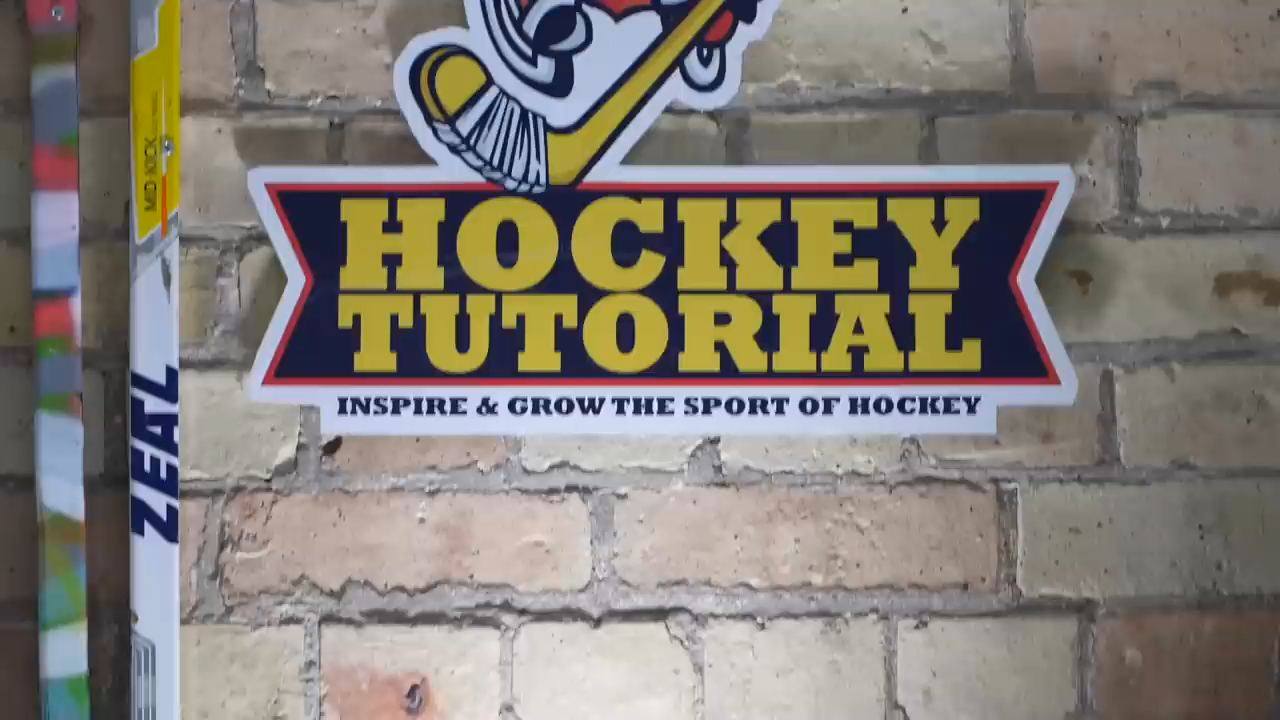 HOCKEY
TUTORIAL
INSPIRE & GROW THE SPORT OF HOCKEY
MID KICK
ZEAL